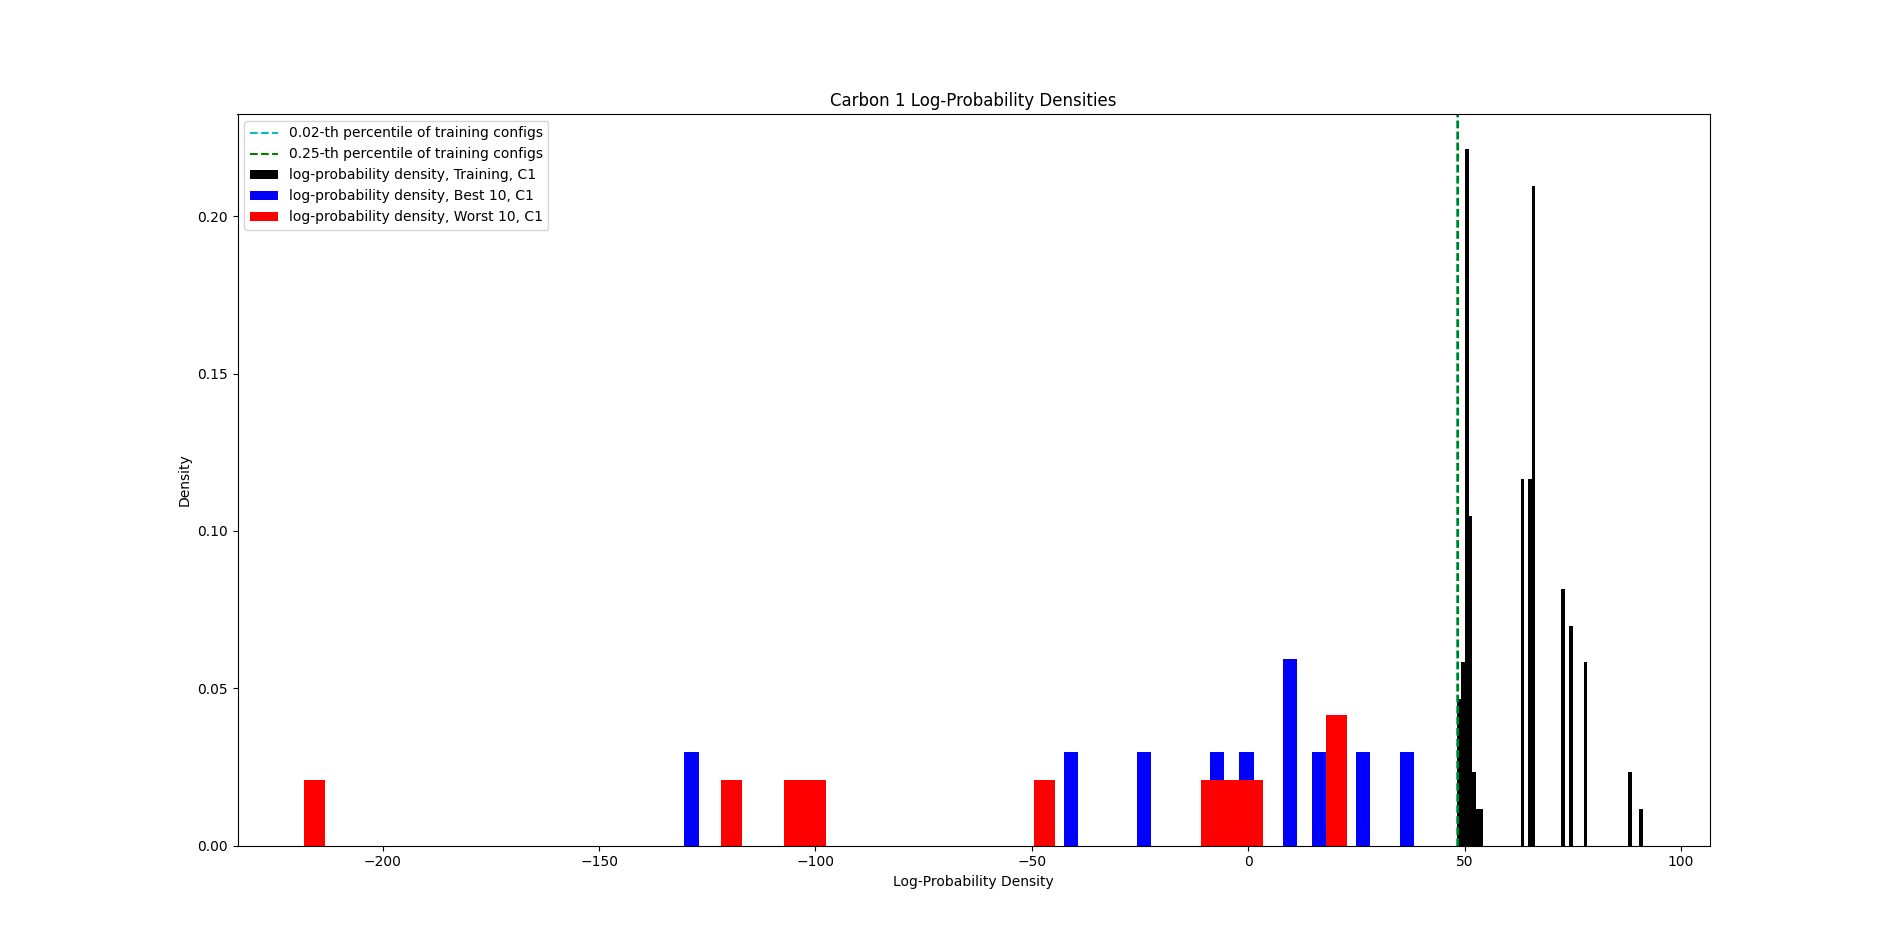 Carbon 1 Log-Probability Densities
0.02-th percentile of training configs
0.25-th percentile of training configs
log-probability density, Training, C1
log-probability density, Best 10, C1
log-probability density, Worst 10, C1
0.20
0.15
0.10
0.05
0.00
Density
−200 −150 −100 −50 0 50 100
Log-Probability Density